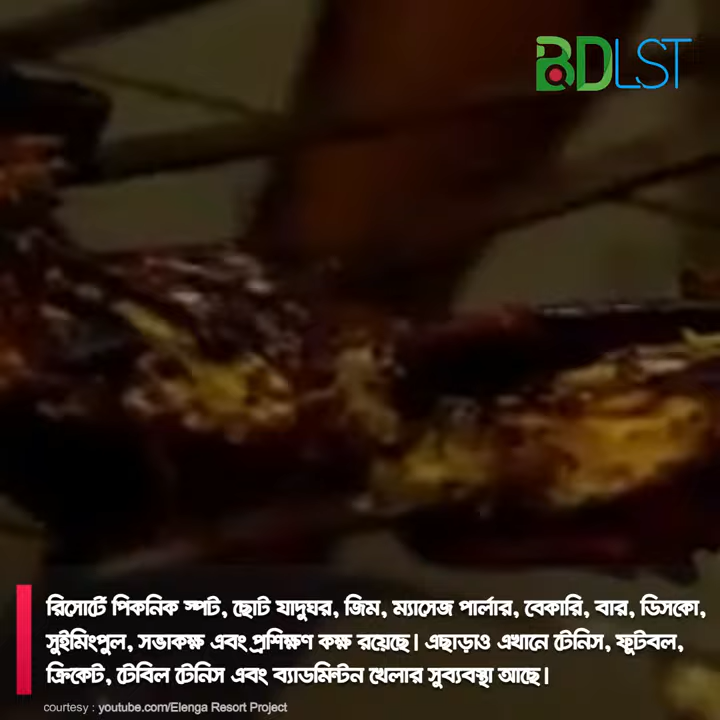 BDLST
রিসোর্টে পিকনিক স্পট, ছোট যাদুঘর, জিম, ম্যাসেজ পার্লার, বেকারি, বার, ডিসকো,
সুইমিংপুল, সভাকক্ষ এবং প্রশিক্ষণ কক্ষ রয়েছে। এছাড়াও এখানে টেনিস, ফুটবল,
ক্রিকেট, টেবিল টেনিস এবং ব্যাডমিন্টন খেলার সুব্যবস্থা আছে।
courtesy : youtube.com/Elenga Resort Project